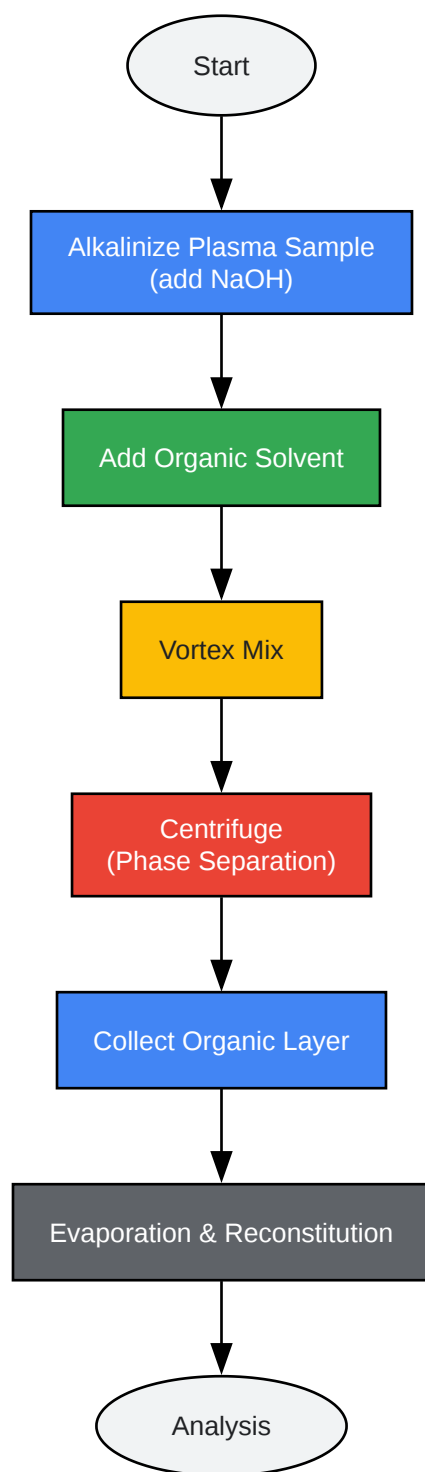 Start
Alkalinize Plasma Sample
(add NaOH)
Add Organic Solvent
Vortex Mix
Centrifuge
(Phase Separation)
Collect Organic Layer
Evaporation & Reconstitution
Analysis